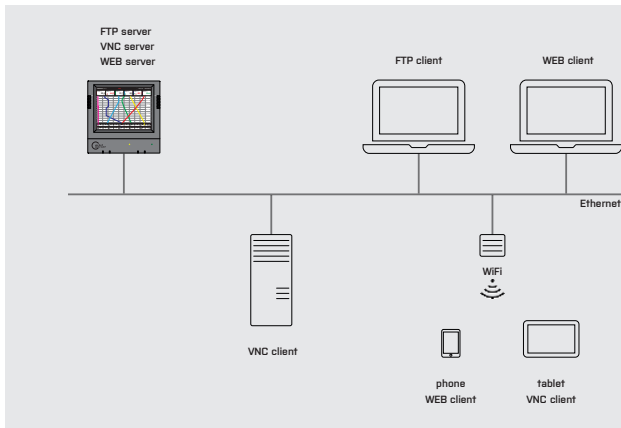 FTP server
VNC server
WEB server
FTP client
WEB client
Ethernet
WiFi
VNC client
phone
WEB client
tablet
VNC client